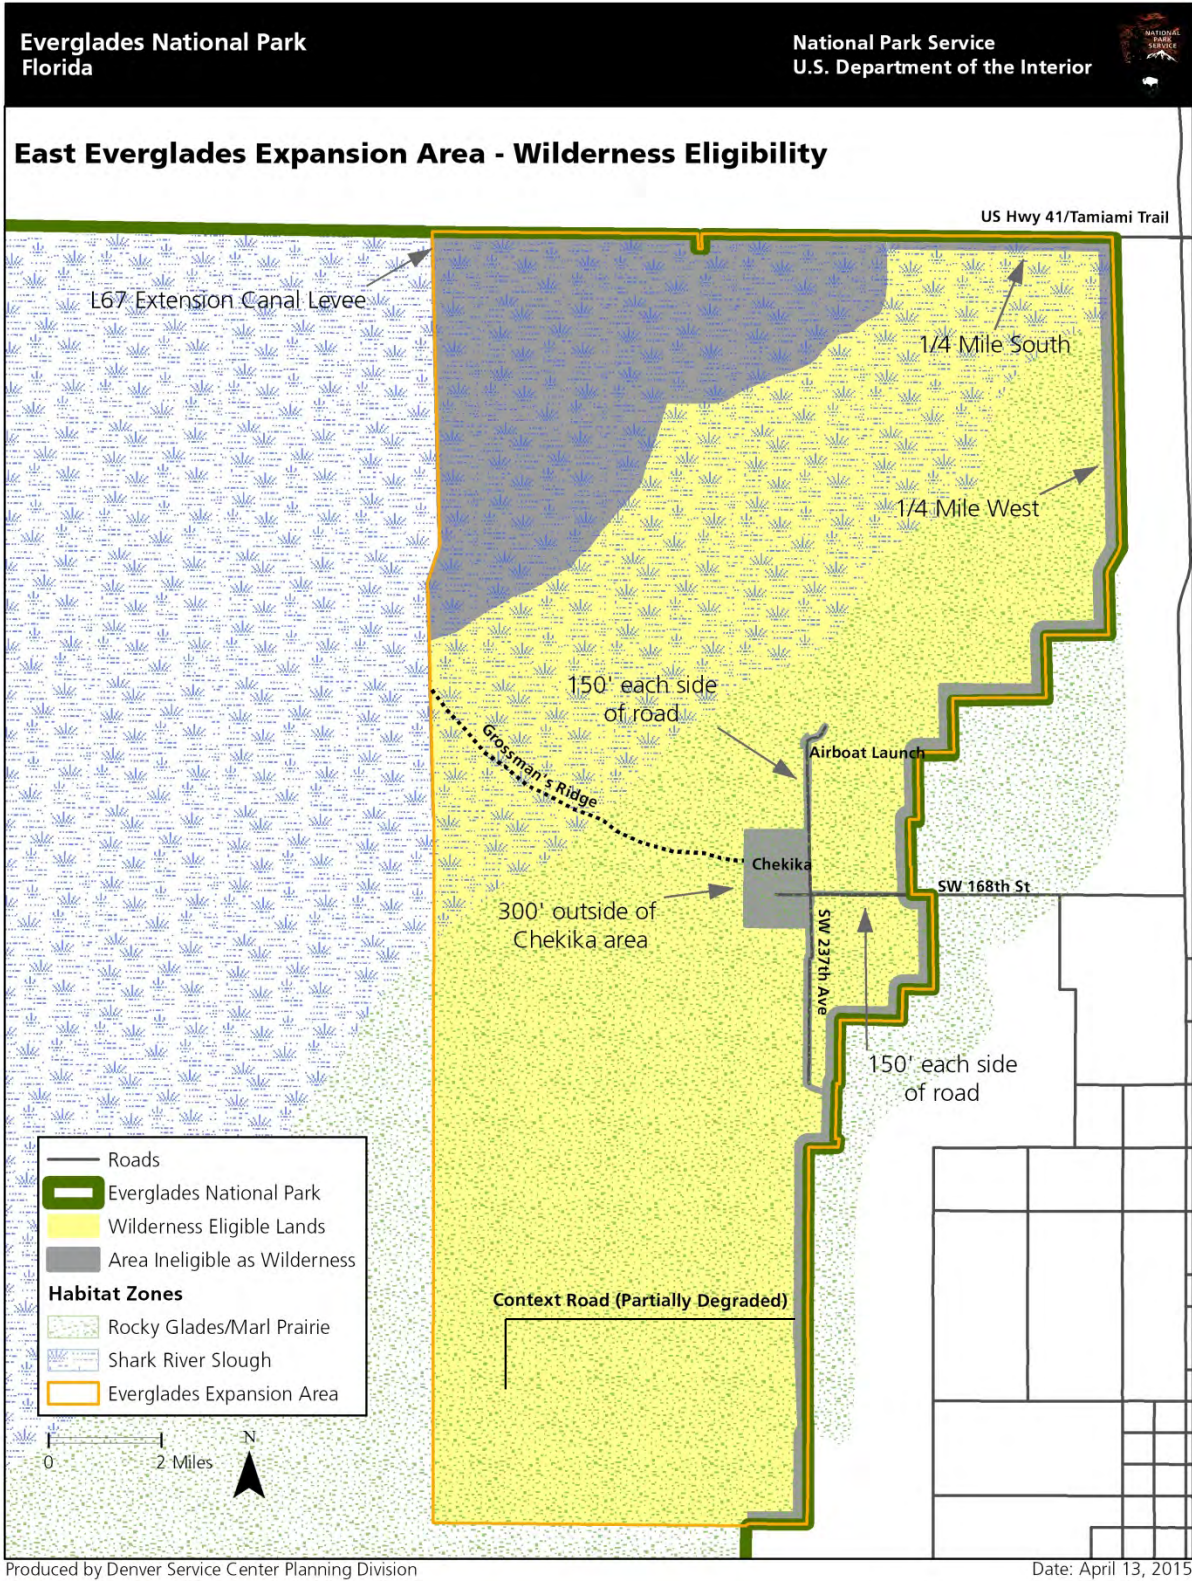 Everglades National Park
Florida
National Park Service
U.S. Department of the Interior
NATIONAL
PARK
SERVICE
East Everglades Expansion Area - Wilderness Eligibility
US Hwy 41/Tamiami Trail
L67 Extension Canal Levee
1/4 Mile South
1/4 Mile West
150' each side
of road
Grossman's Ridge
Airboat Launch
Chekika
SW 168th St
300' outside of
Chekika area
SW 237th Ave
150' each side
of road
Roads
Everglades National Park
Wilderness Eligible Lands
Area Ineligible as Wilderness
Habitat Zones
Rocky Glades/Marl Prairie
Shark River Slough
Everglades Expansion Area
Context Road (Partially Degraded)
N
0 2 Miles
Produced by Denver Service Center Planning Division
Date: April 13, 2015